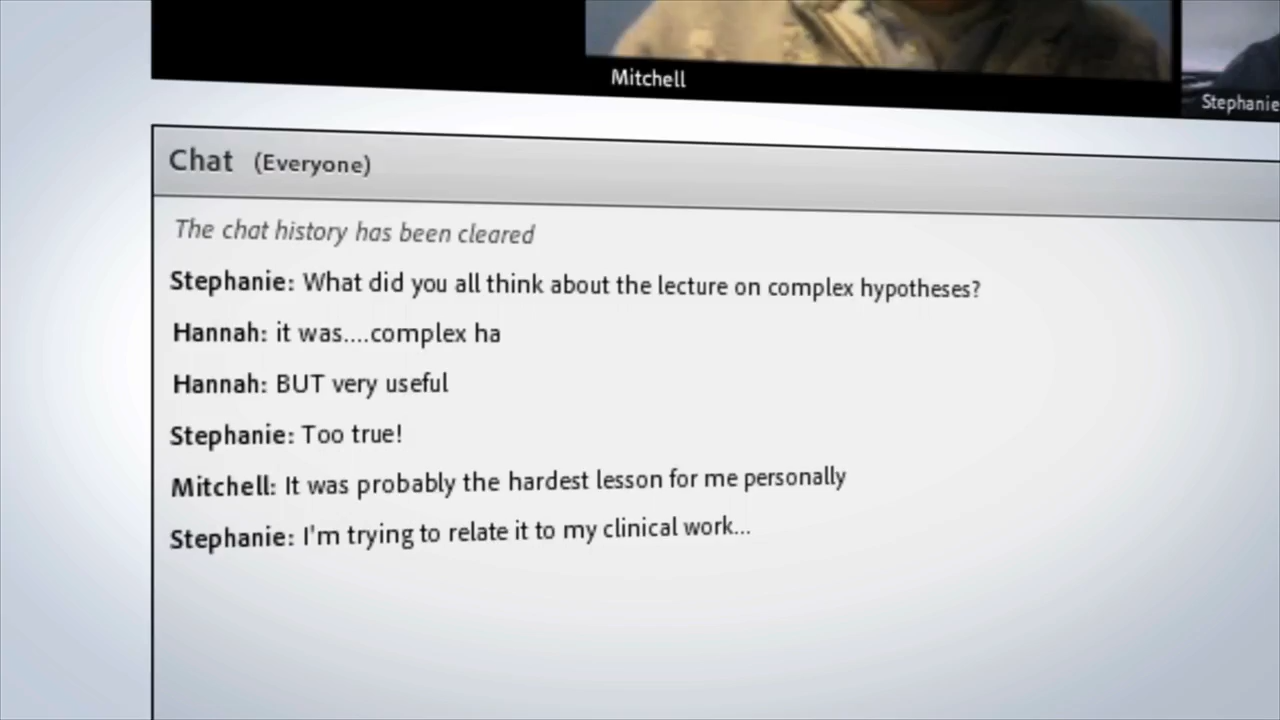 Mitchell
Stephanie
Chat (Everyone)
The chat history has been cleared
Stephanie: What did you all think about the lecture on complex hypotheses?
Hannah: it was....complex ha
Hannah: BUT very useful
Stephanie: Too true!
Mitchell: It was probably the hardest lesson for me personally
Stephanie: I'm trying to relate it to my clinical work...